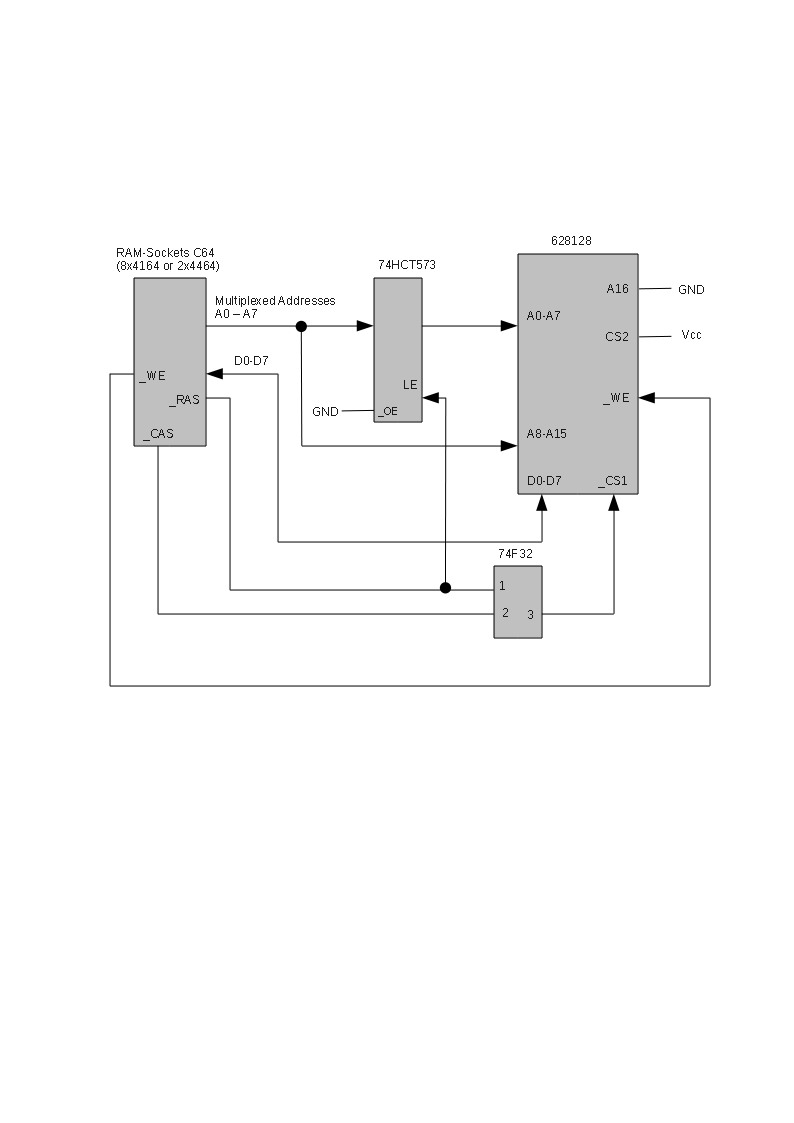 628128
RAM-Sockets C64
(8x4164 or 2x4464)
74HCT573
A16
GND
Multiplexed Addresses
A0 – A7
A0-A7
CS2
Vcc
D0-D7
_WE
LE
_RAS
_WE
GND
_OE
_CAS
A8-A15
D0-D7
_CS1
74F32
1
2
3